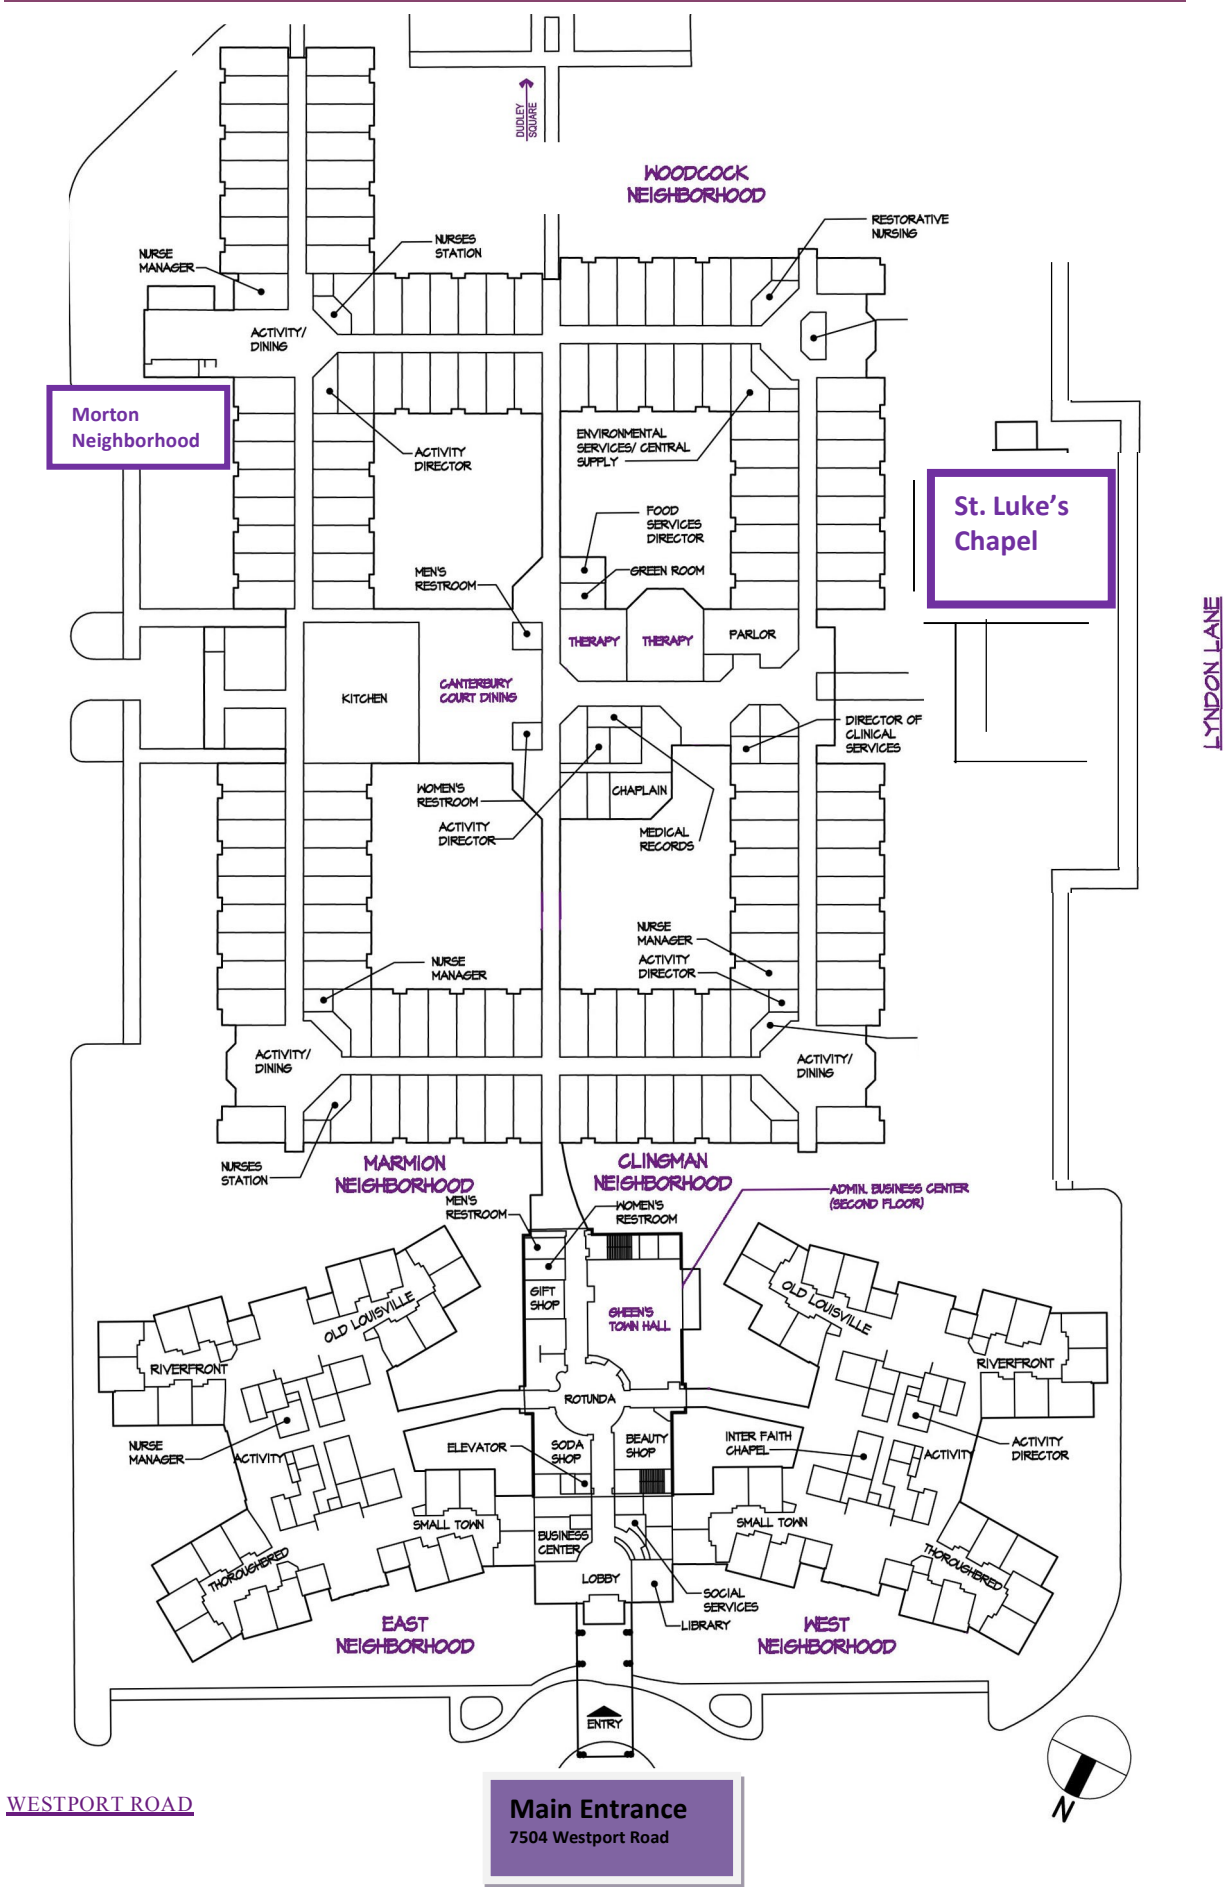 DUDLEY
SQUARE
WOODCOCK
NEIGHBORHOOD
RESTORATIVE
NURSING
NURSES
STATION
NURSE
MANAGER
ACTIVITY/
DINING
Morton
Neighborhood
ACTIVITY
DIRECTOR
ENVIRONMENTAL
SERVICES/ CENTRAL
SUPPLY
St. Luke's
Chapel
FOOD
SERVICES
DIRECTOR
GREEN ROOM
MEN'S
RESTROOM
THERAPY
THERAPY
PARLOR
LYNDON LANE
KITCHEN
CANTERBURY
COURT DINING
DIRECTOR OF
CLINICAL
SERVICES
WOMEN'S
RESTROOM
CHAPLAIN
ACTIVITY
DIRECTOR
MEDICAL
RECORDS
NURSE
MANAGER
ACTIVITY
DIRECTOR
NURSE
MANAGER
ACTIVITY/
DINING
ACTIVITY/
DINING
NURSES
STATION
MARMION
NEIGHBORHOOD
CLINGMAN
NEIGHBORHOOD
ADMIN. BUSINESS CENTER
(SECOND FLOOR)
MEN'S
RESTROOM
WOMEN'S
RESTROOM
GIFT
SHOP
SHEEN'S
TOWN HALL
OLD LOUISVILLE
OLD LOUISVILLE
RIVERFRONT
RIVERFRONT
ROTUNDA
NURSE
MANAGER
ACTIVITY
ELEVATOR
SODA
SHOP
BEAUTY
SHOP
INTER FAITH
CHAPEL
ACTIVITY
ACTIVITY
DIRECTOR
SMALL TOWN
BUSINESS
CENTER
SMALL TOWN
THOROUGHBRED
THOROUGHBRED
LOBBY
SOCIAL
SERVICES
LIBRARY
EAST
NEIGHBORHOOD
WEST
NEIGHBORHOOD
ENTRY
N
WESTPORT ROAD
Main Entrance
7504 Westport Road